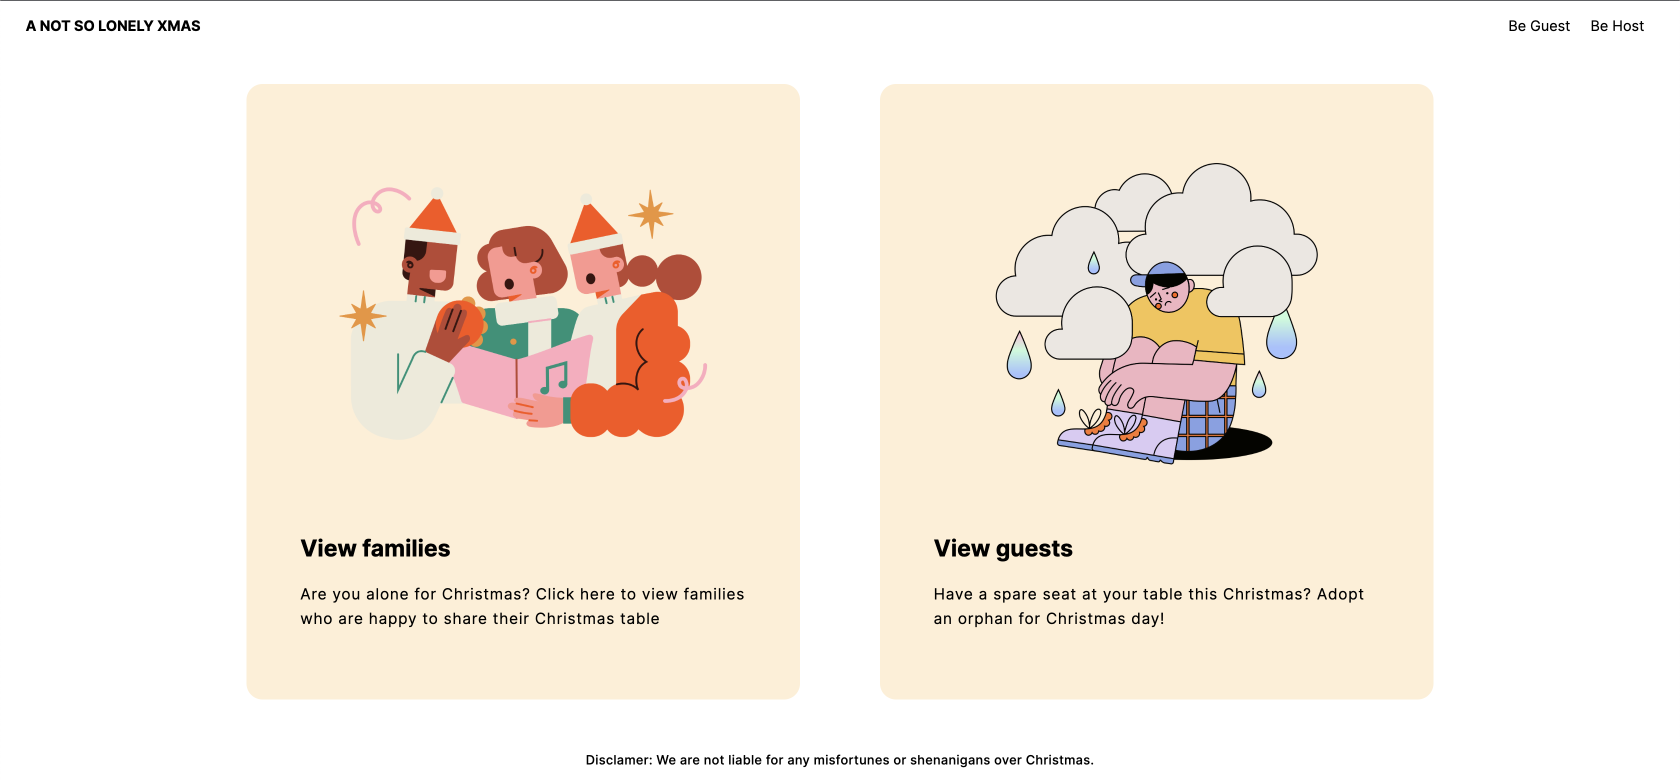 A NOT SO LONELY XMAS
Be Guest
Be Host
View families
Are you alone for Christmas? Click here to view families
who are happy to share their Christmas table
View guests
Have a spare seat at your table this Christmas? Adopt
an orphan for Christmas day!
Disclamer: We are not liable for any misfortunes or shenanigans over Christmas.